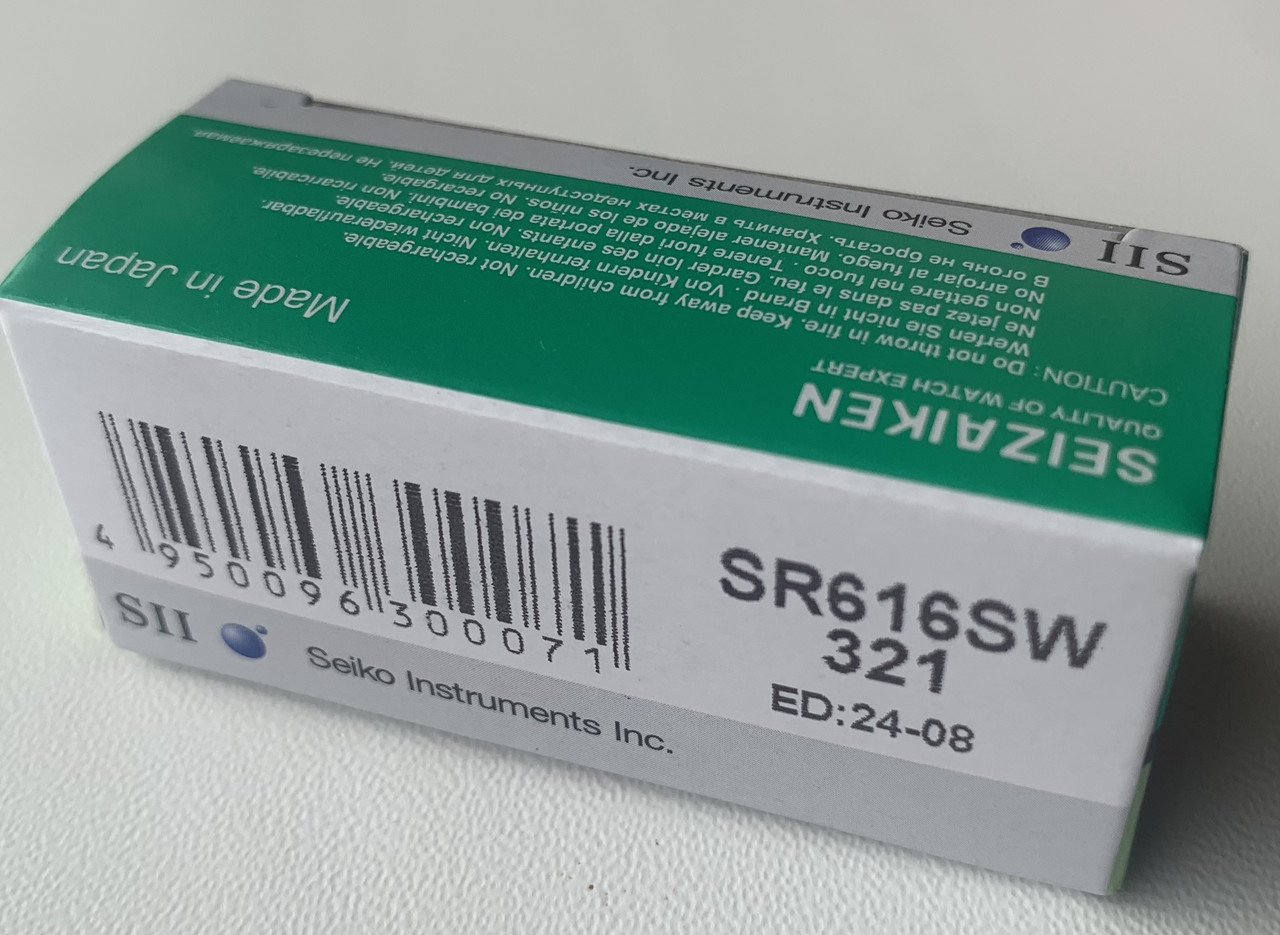 SII Seiko Instruments Inc.
SEIZAIKEN
QUALITY OF WATCH EXPERT
CAUTION : Do not throw in fire. Keep away from children. Not rechargeable.
Werfen Sie nicht in Brand . Von Kindern fernhalten. Nicht wiederaufladbar.
Ne jetez pas dans le feu. Garder loin des enfants. Non rechargeable.
Non gettare nel fuoco . Tenere fuori dalla portata dei bambini. Non ricaricabile.
No arrojar al fuego. Mantener alejado de los niños. No recargable.
В огонь не бросать. Хранить в местах недоступных для детей. Не перезаряжаемая.
Made in Japan
4 950096 300071
SR616SW
321
ED:24-08
SII Seiko Instruments Inc.